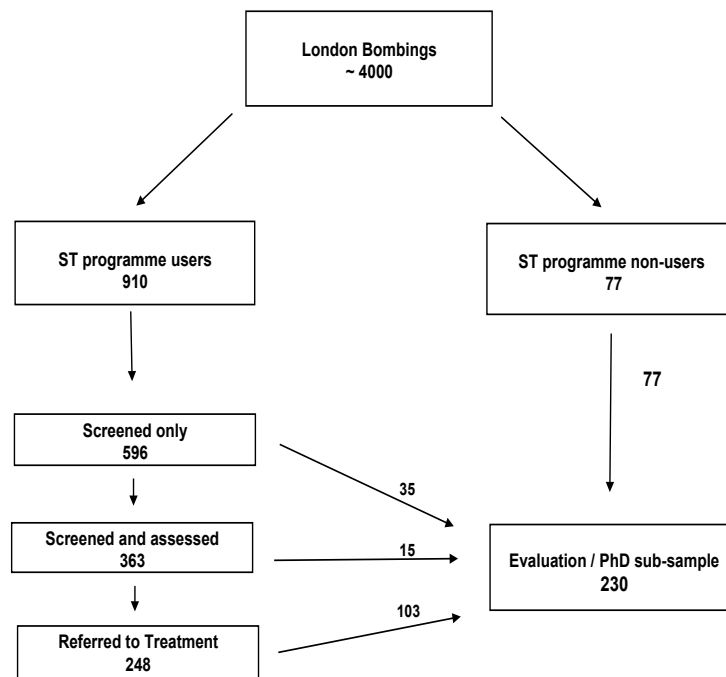 London Bombings
~ 4000
ST programme users
910
ST programme non-users
77
77
Screened only
596
35
Screened and assessed
363
15
Evaluation / PhD sub-sample
230
103
Referred to Treatment
248